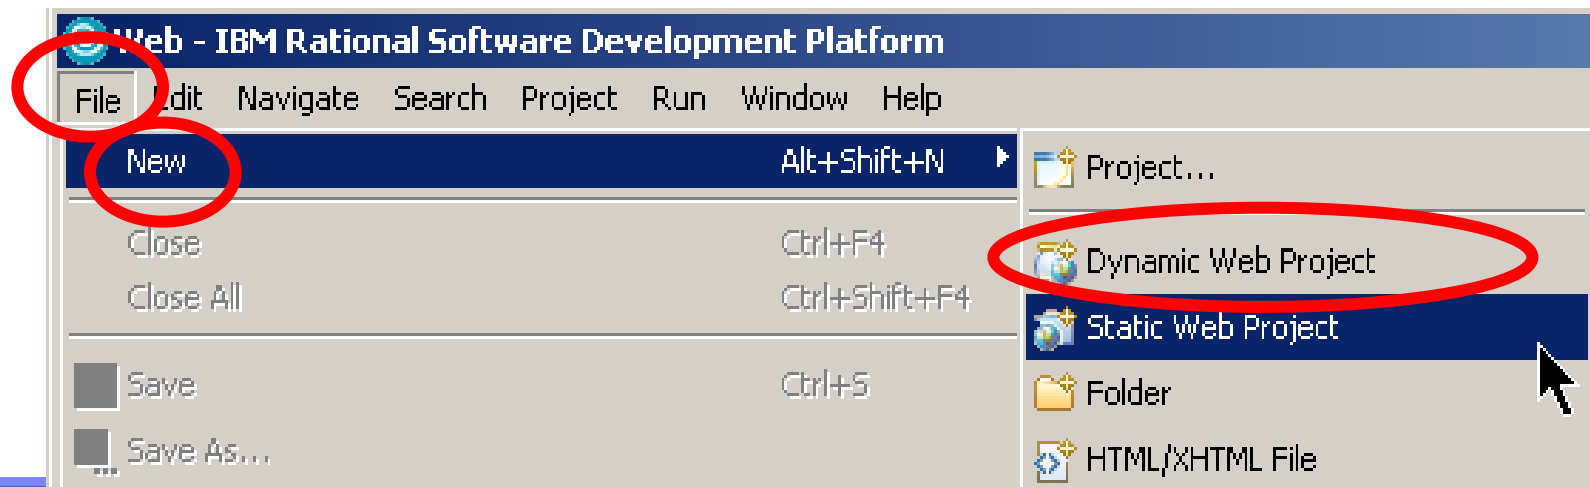 Web - IBM Rational Software Development Platform
File Edit Navigate Search Project Run Window Help
New Alt+Shift+N
Project...
Close Ctrl+F4
Dynamic Web Project
Close All Ctrl+Shift+F4
Static Web Project
Save Ctrl+S
Folder
Save As...
HTML/XHTML File